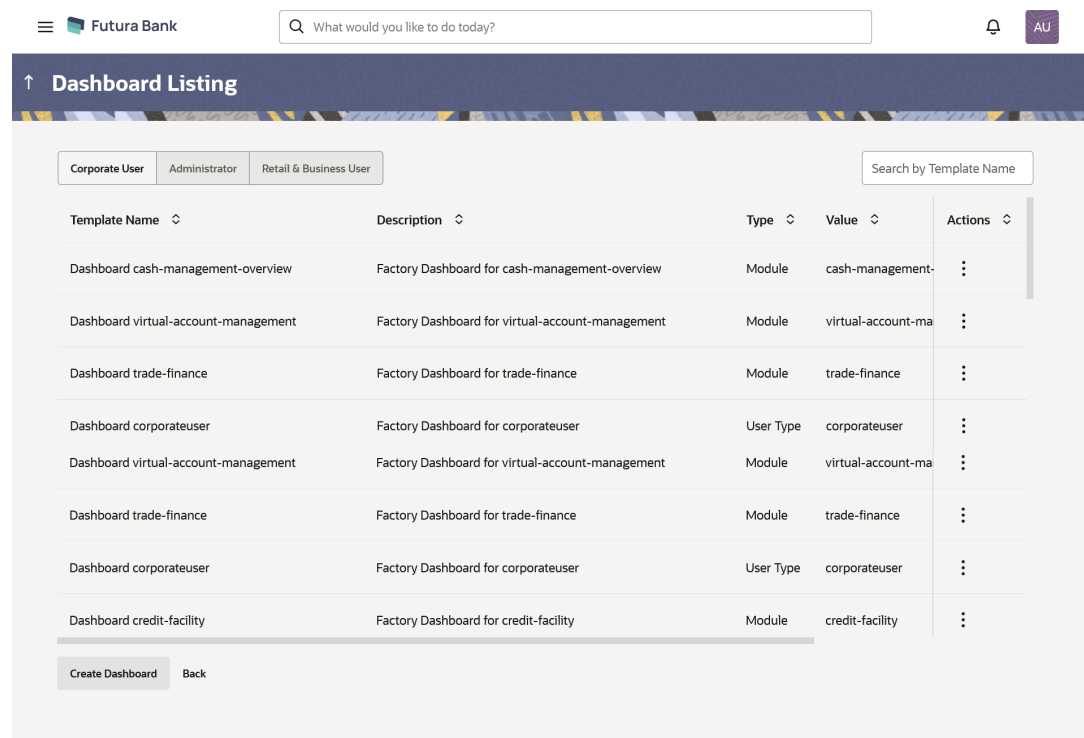 Futura Bank
What would you like to do today?
AU
Dashboard Listing
Corporate User Administrator Retail & Business User Search by Template Name
Template Name Description Type Value Actions
Dashboard cash-management-overview Factory Dashboard for cash-management-overview Module cash-management-
Dashboard virtual-account-management Factory Dashboard for virtual-account-management Module virtual-account-ma
Dashboard trade-finance Factory Dashboard for trade-finance Module trade-finance
Dashboard corporateuser Factory Dashboard for corporateuser User Type corporateuser
Dashboard virtual-account-management Factory Dashboard for virtual-account-management Module virtual-account-ma
Dashboard trade-finance Factory Dashboard for trade-finance Module trade-finance
Dashboard corporateuser Factory Dashboard for corporateuser User Type corporateuser
Dashboard credit-facility Factory Dashboard for credit-facility Module credit-facility
Create Dashboard Back